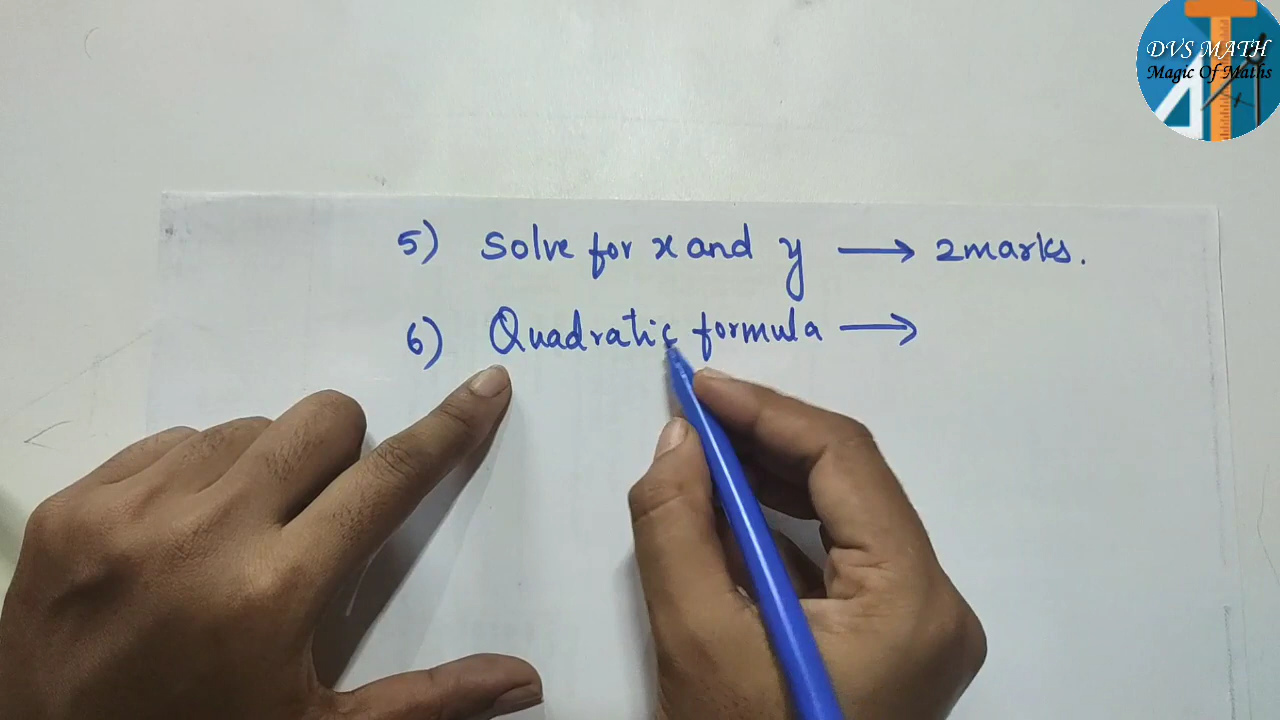 DVS MATH
Magic Of Maths
5) Solve for x and y → 2marks.
6) Quadratic formula →